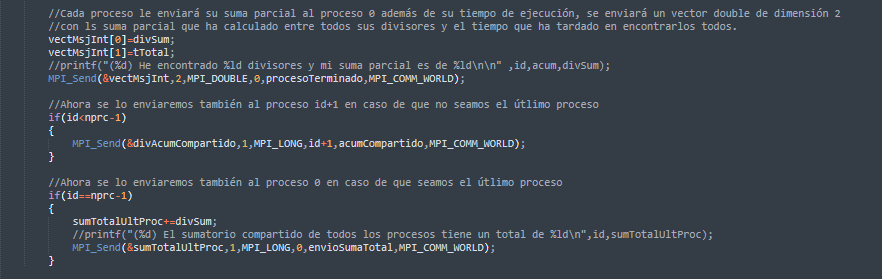 //Cada proceso le enviará su suma parcial al proceso 0 además de su tiempo de ejecución, se enviará un vector double de dimensión 2
//con ls suma parcial que ha calculado entre todos sus divisores y el tiempo que ha tardado en encontrarlos todos.
vectMsjInt[0]=divSum;
vectMsjInt[1]=tTotal;
//printf("(%d) He encontrado %ld divisores y mi suma parcial es de %ld\n\n" ,id,acum,divSum);
MPI_Send(&vectMsjInt,2,MPI_DOUBLE,0,procesoTerminado,MPI_COMM_WORLD);
//Ahora se lo enviaremos también al proceso id+1 en caso de que no seamos el útlimo proceso
if(id<nprc-1)
{
MPI_Send(&divAcumCompartido,1,MPI_LONG,id+1,acumCompartido,MPI_COMM_WORLD);
}
//Ahora se lo enviaremos también al proceso 0 en caso de que seamos el útlimo proceso
if(id==nprc-1)
{
sumTotalUltProc+=divSum;
//printf("(%d) El sumatorio compartido de todos los procesos tiene un total de %ld\n",id,sumTotalUltProc);
MPI_Send(&sumTotalUltProc,1,MPI_LONG,0,envioSumaTotal,MPI_COMM_WORLD);
}